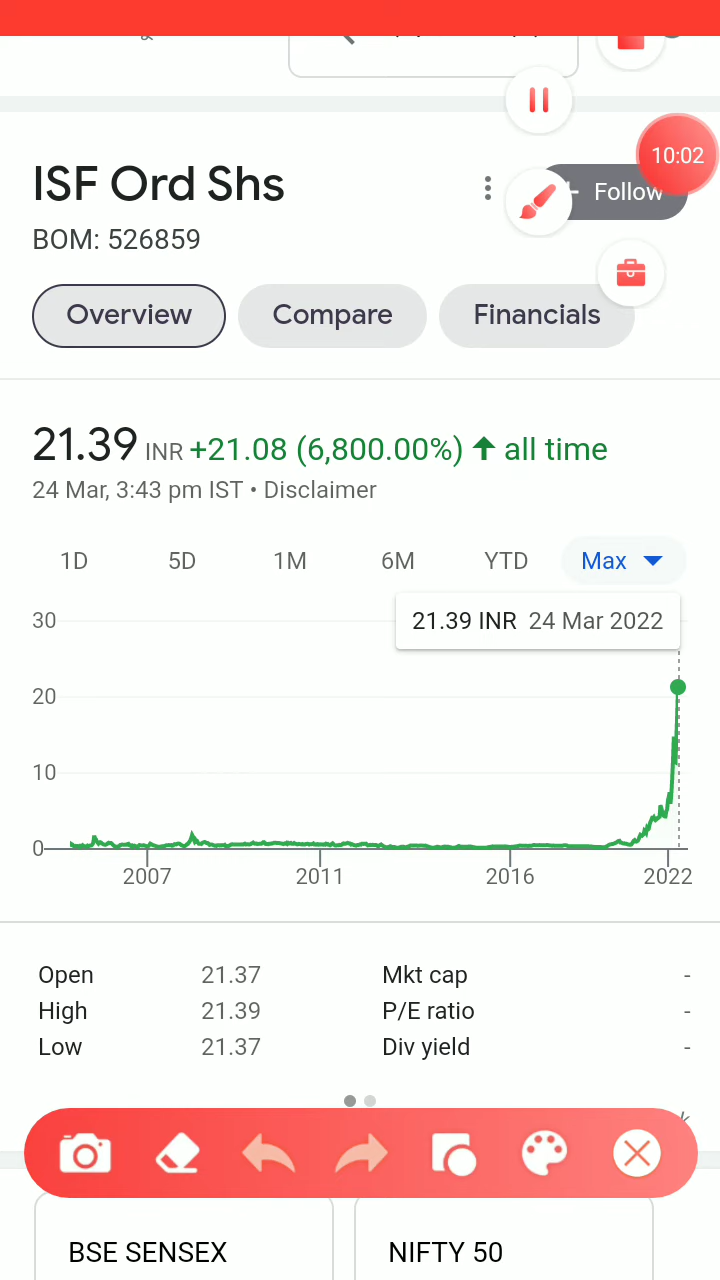 10:02
ISF Ord Shs
Follow
BOM: 526859
Overview Compare Financials
21.39 INR +21.08 (6,800.00%) ↑ all time
24 Mar, 3:43 pm IST • Disclaimer
1D 5D 1M 6M YTD Max
21.39 INR 24 Mar 2022
30
20
10
0
2007 2011 2016 2022
Open 21.37 Mkt cap -
High 21.39 P/E ratio -
Low 21.37 Div yield -
BSE SENSEX NIFTY 50